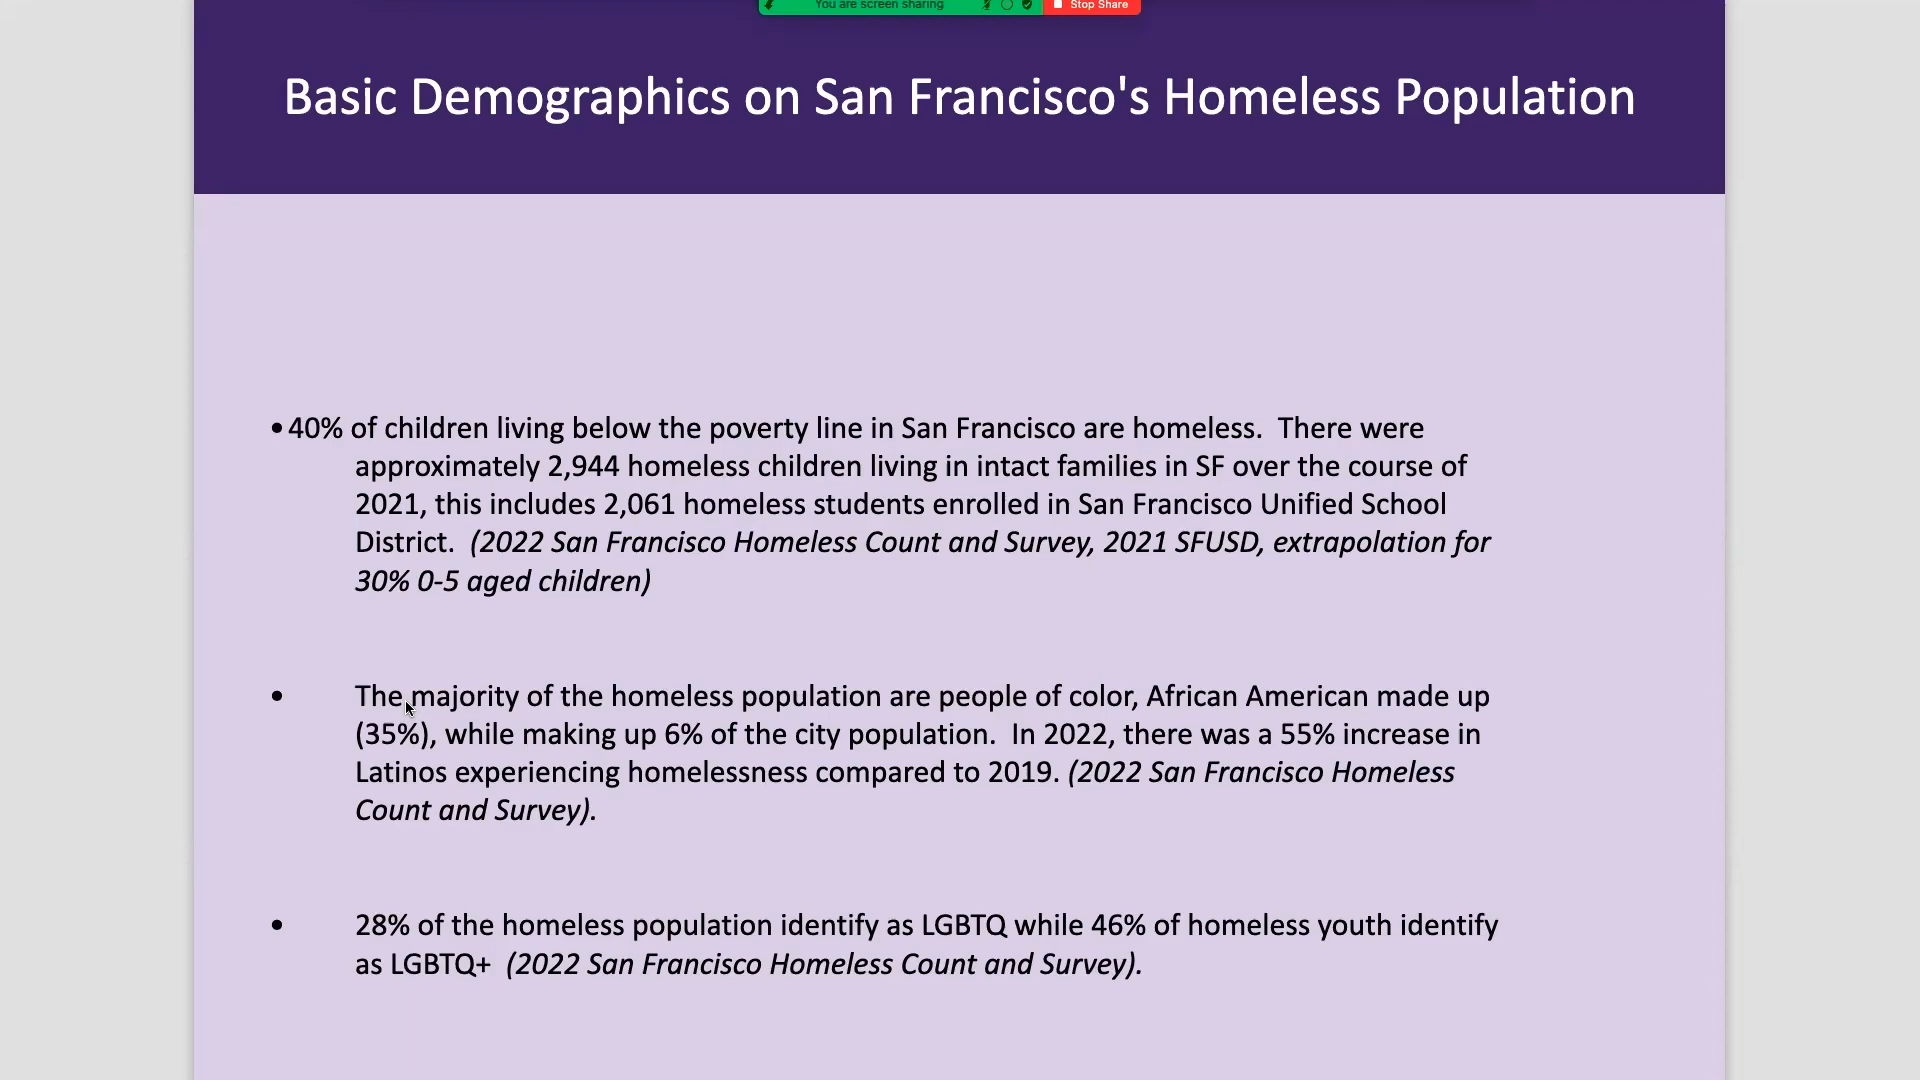 You are screen sharing Stop Share
Basic Demographics on San Francisco's Homeless Population
• 40% of children living below the poverty line in San Francisco are homeless.  There were
approximately 2,944 homeless children living in intact families in SF over the course of
2021, this includes 2,061 homeless students enrolled in San Francisco Unified School
District.  (2022 San Francisco Homeless Count and Survey, 2021 SFUSD, extrapolation for
30% 0-5 aged children)
• The majority of the homeless population are people of color, African American made up
(35%), while making up 6% of the city population.  In 2022, there was a 55% increase in
Latinos experiencing homelessness compared to 2019. (2022 San Francisco Homeless
Count and Survey).
• 28% of the homeless population identify as LGBTQ while 46% of homeless youth identify
as LGBTQ+  (2022 San Francisco Homeless Count and Survey).